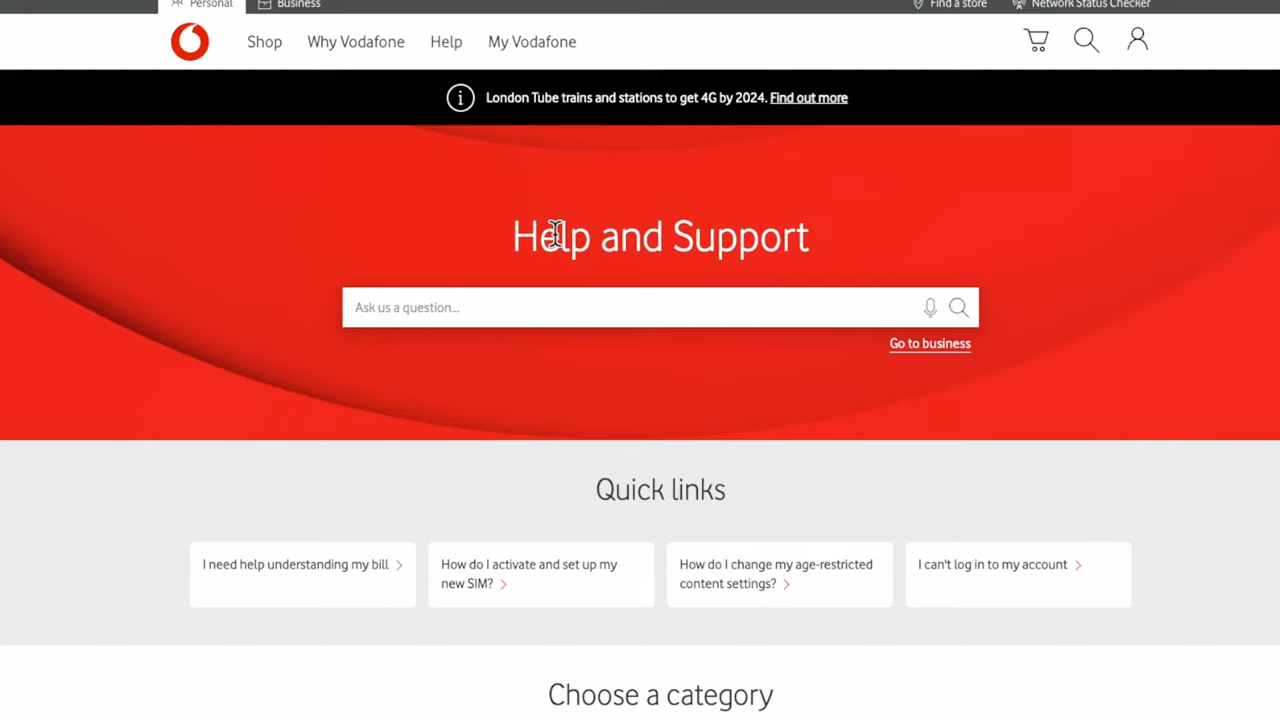 Personal Business Find a store Network Status Checker
Shop Why Vodafone Help My Vodafone
London Tube trains and stations to get 4G by 2024. Find out more
Help and Support
Ask us a question...
Go to business
Quick links
I need help understanding my bill
How do I activate and set up my
new SIM?
How do I change my age-restricted
content settings?
I can't log in to my account
Choose a category